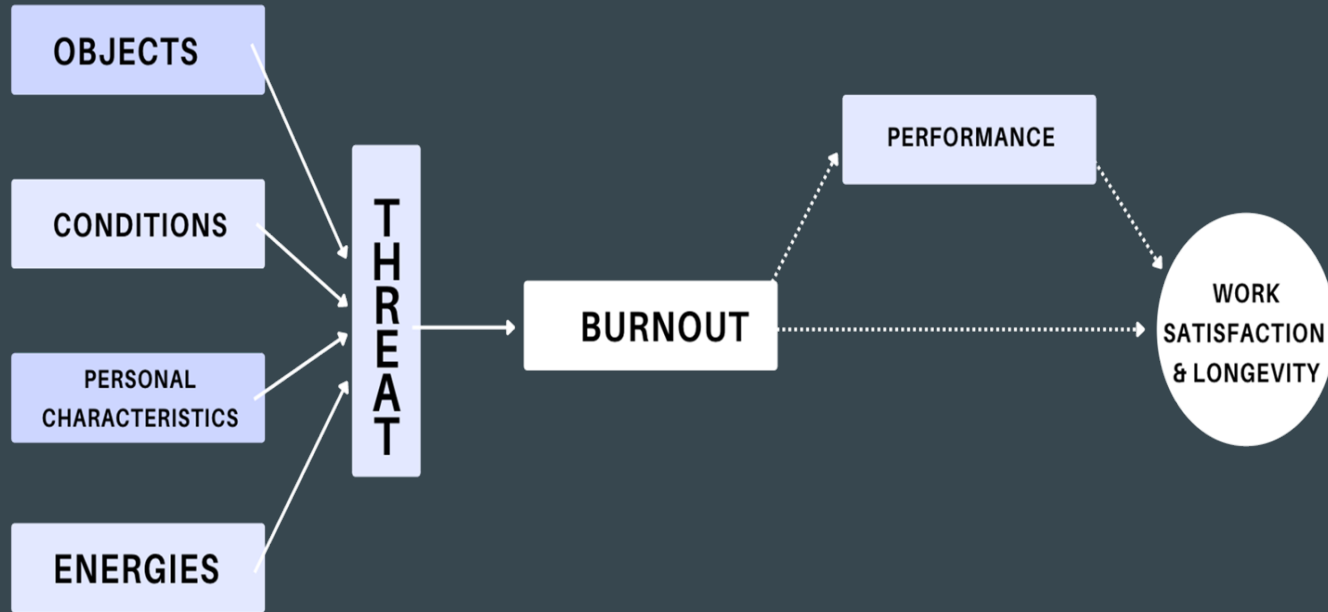 OBJECTS
CONDITIONS
PERSONAL
CHARACTERISTICS
ENERGIES
THREAT
BURNOUT
PERFORMANCE
WORK
SATISFACTION
& LONGEVITY